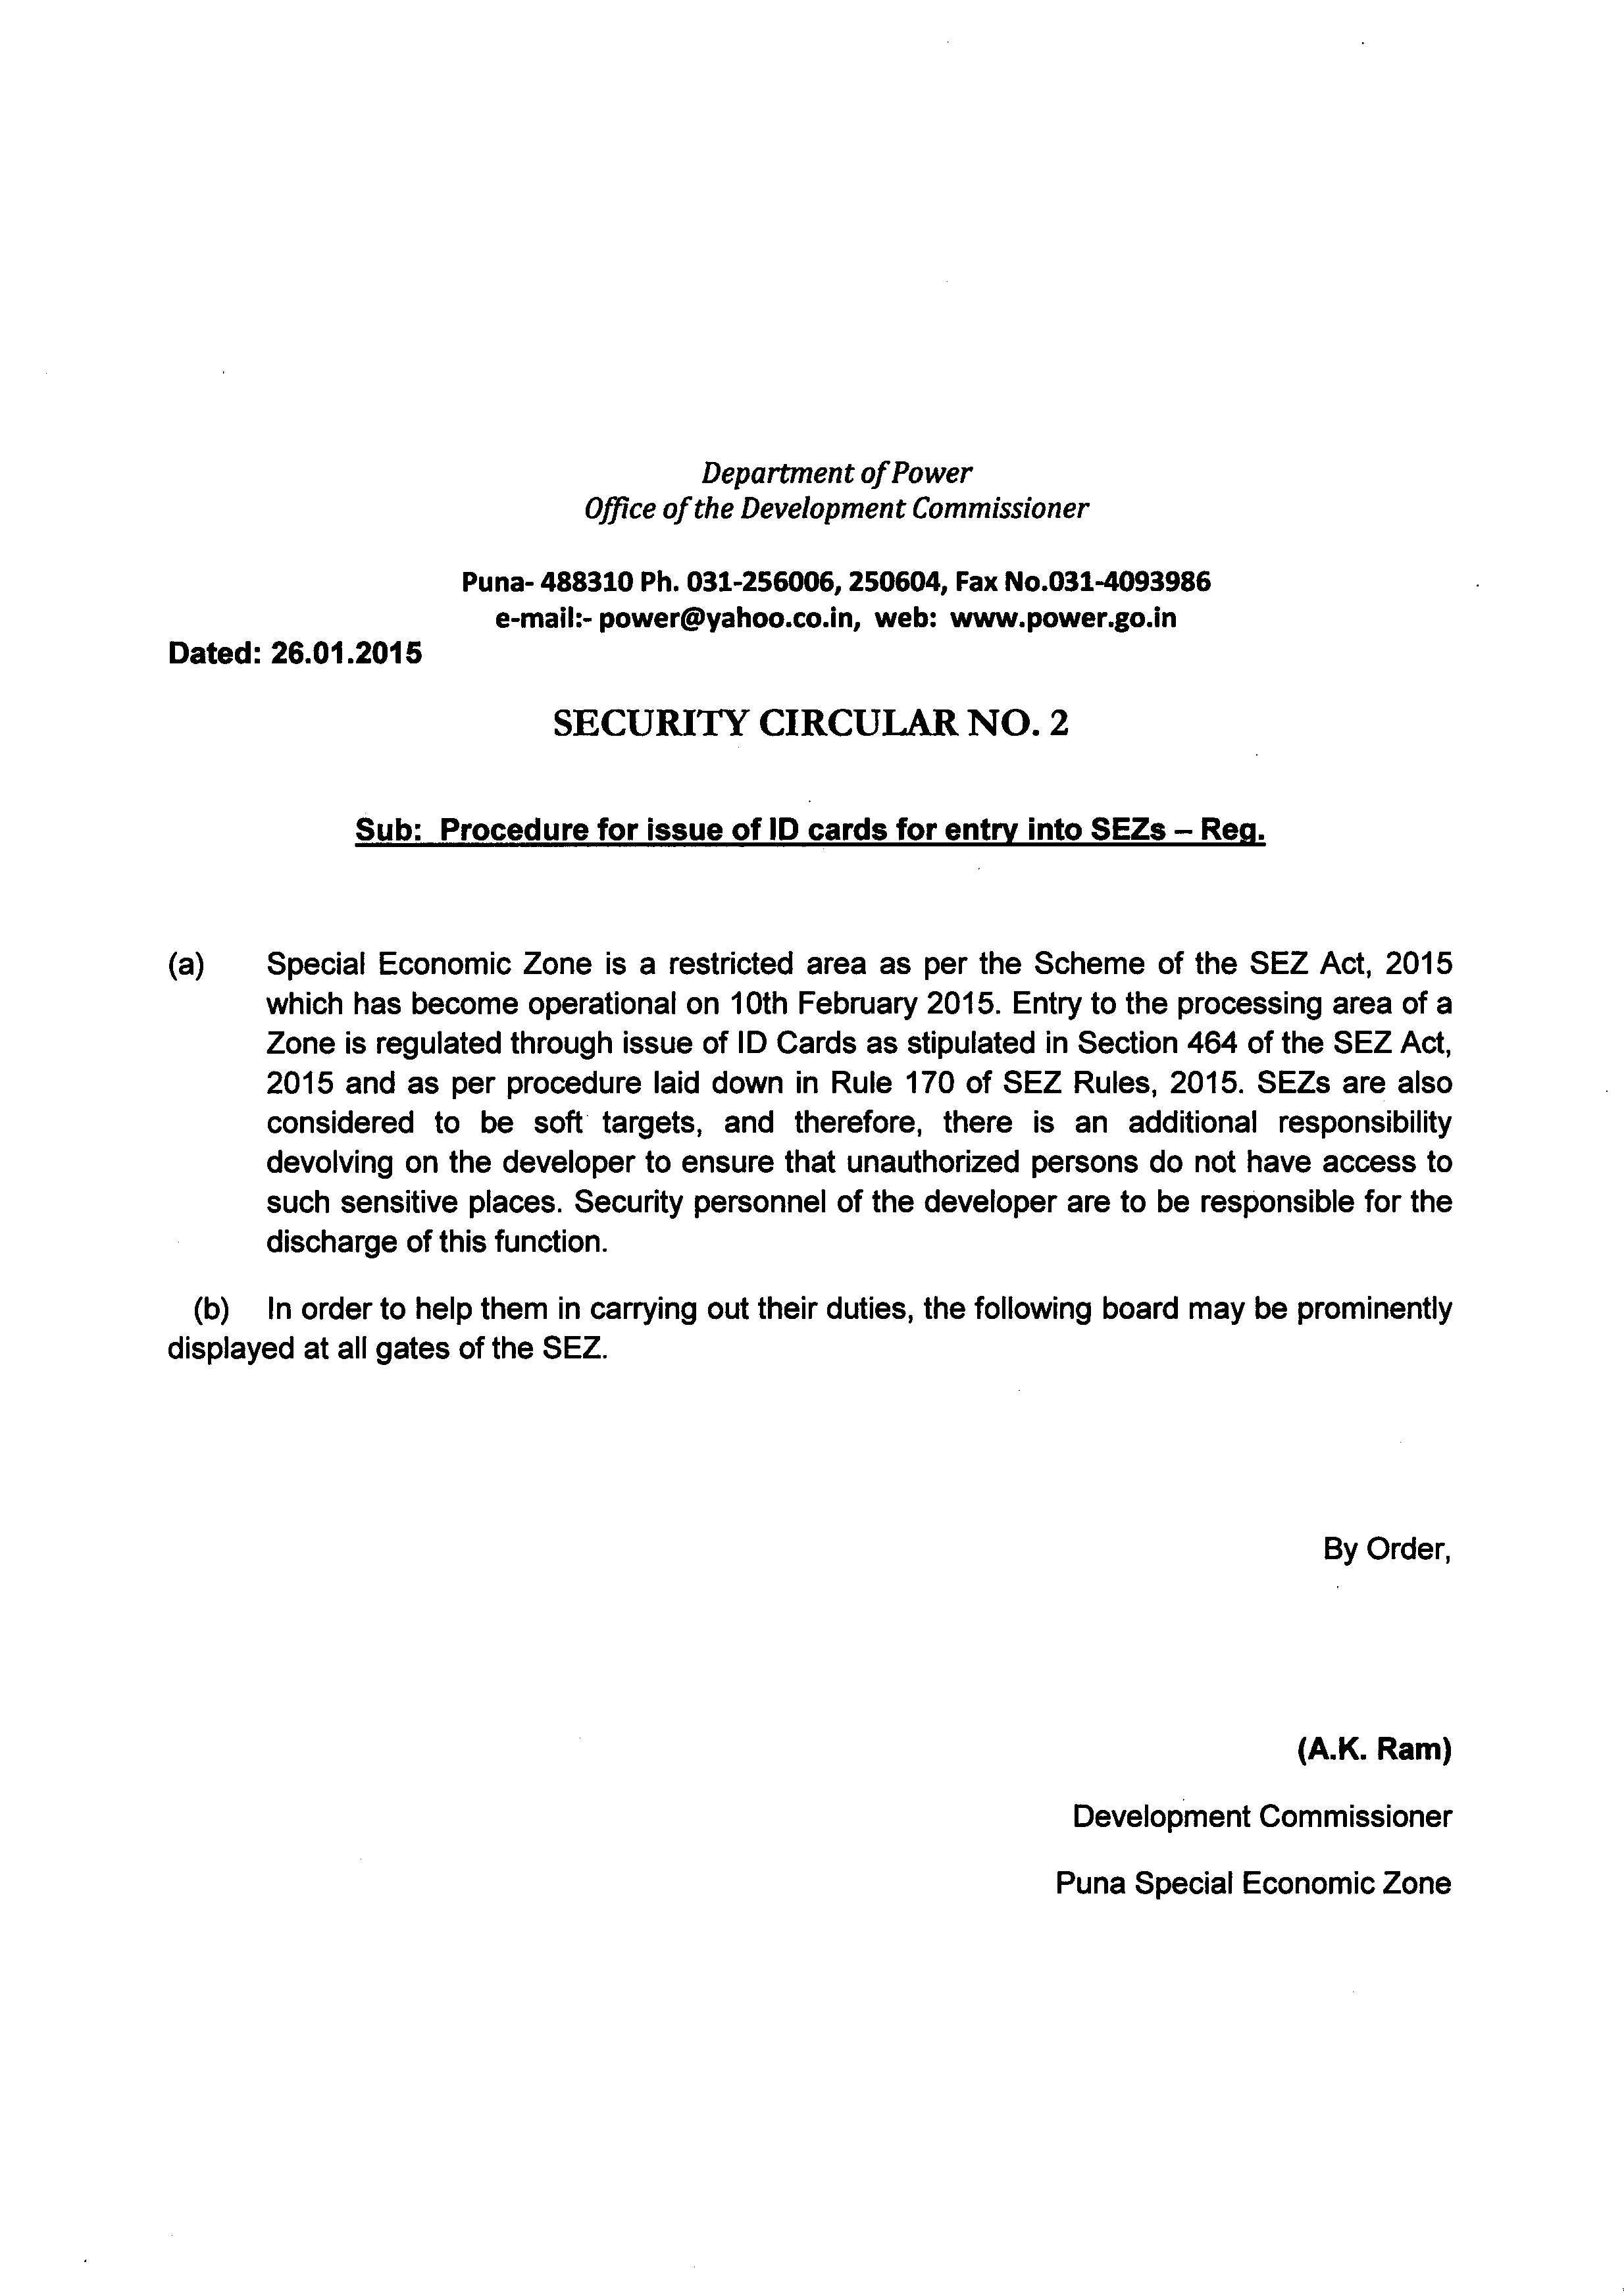 Department of Power
Office of the Development Commissioner
Puna- 488310 Ph. 031-256006, 250604, Fax No.031-4093986
e-mail:- power@yahoo.co.in, web: www.power.go.in
Dated: 26.01.2015
SECURITY CIRCULAR NO. 2
Sub: Procedure for issue of ID cards for entry into SEZs – Reg.
(a) Special Economic Zone is a restricted area as per the Scheme of the SEZ Act, 2015
which has become operational on 10th February 2015. Entry to the processing area of a
Zone is regulated through issue of ID Cards as stipulated in Section 464 of the SEZ Act,
2015 and as per procedure laid down in Rule 170 of SEZ Rules, 2015. SEZs are also
considered to be soft targets, and therefore, there is an additional responsibility
devolving on the developer to ensure that unauthorized persons do not have access to
such sensitive places. Security personnel of the developer are to be responsible for the
discharge of this function.
(b) In order to help them in carrying out their duties, the following board may be prominently
displayed at all gates of the SEZ.
By Order,
(A.K. Ram)
Development Commissioner
Puna Special Economic Zone